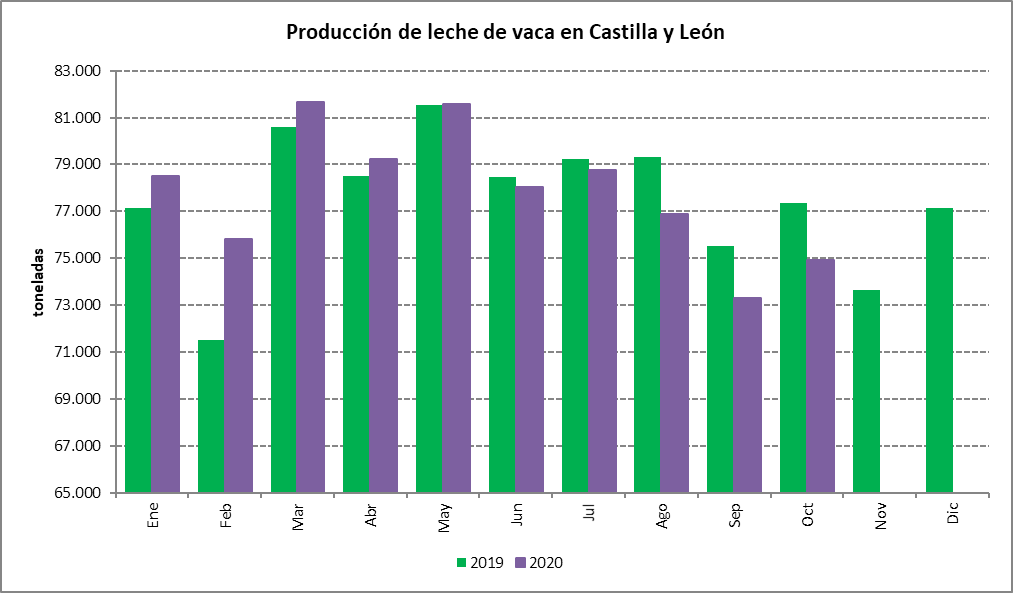 Producción de leche de vaca en Castilla y León
83.000
81.000
79.000
77.000
75.000
73.000
71.000
69.000
67.000
65.000
toneladas
Ene
Feb
Mar
Abr
May
Jun
Jul
Ago
Sep
Oct
Nov
Dic
2019
2020